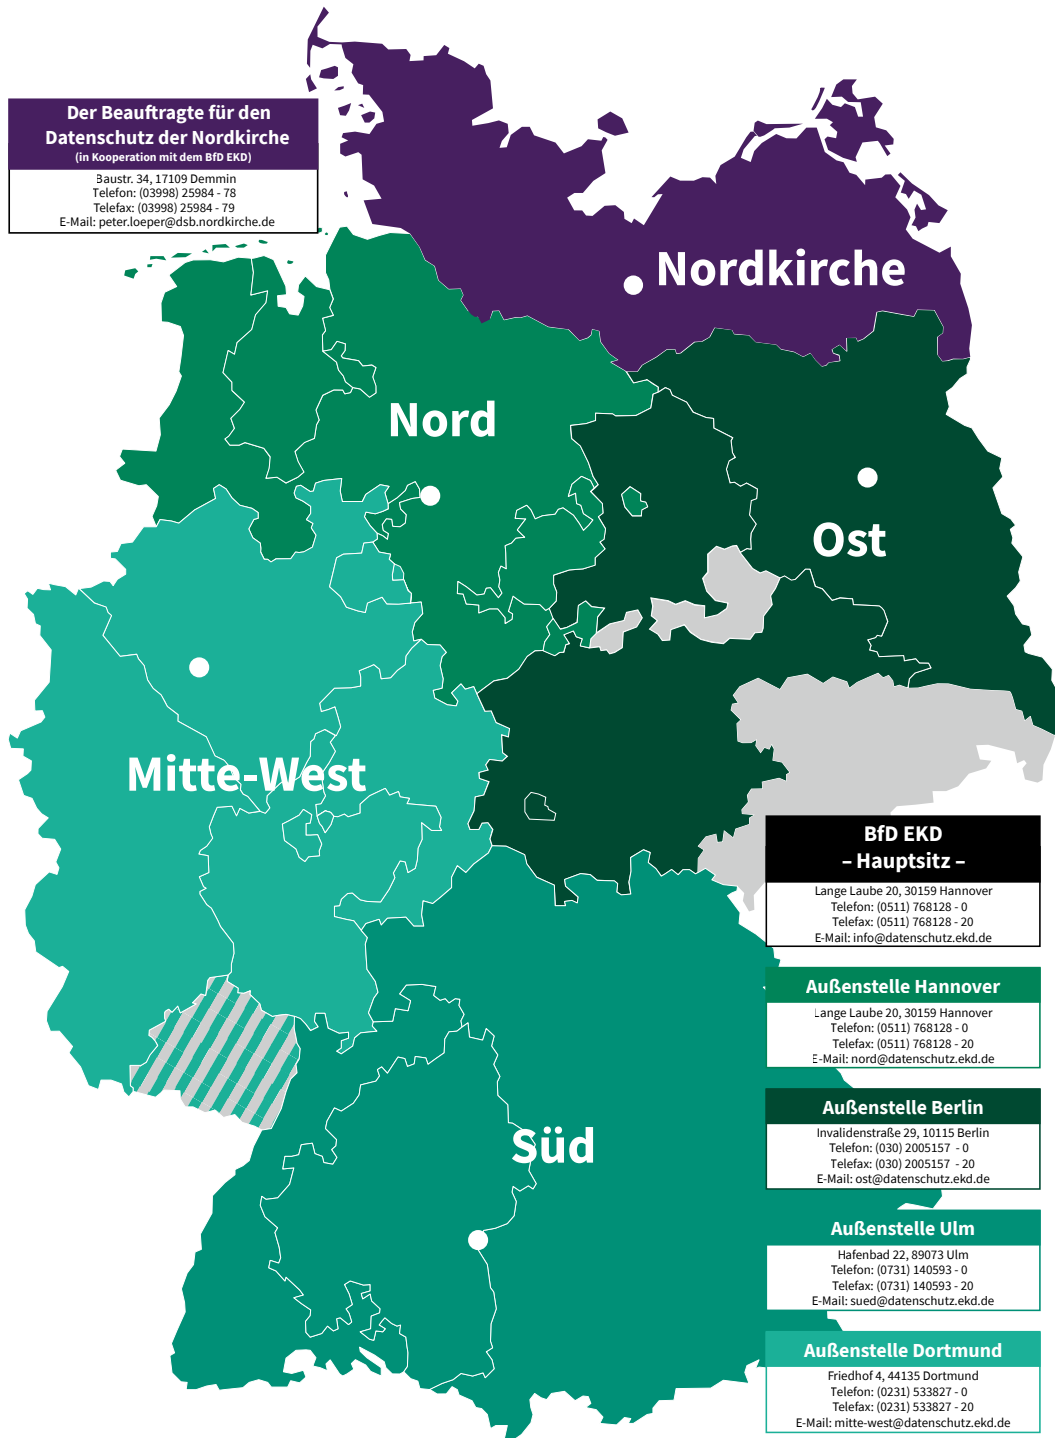 Der Beauftragte für den
Datenschutz der Nordkirche
(in Kooperation mit dem BfD EKD)
Baustr. 34, 17109 Demmin
Telefon: (03998) 25984 - 78
Telefax: (03998) 25984 - 79
E-Mail: peter.loeper@dsb.nordkirche.de
Nordkirche
Nord
Ost
Mitte-West
Süd
BfD EKD
– Hauptsitz –
Lange Laube 20, 30159 Hannover
Telefon: (0511) 768128 - 0
Telefax: (0511) 768128 - 20
E-Mail: info@datenschutz.ekd.de
Außenstelle Hannover
Lange Laube 20, 30159 Hannover
Telefon: (0511) 768128 - 0
Telefax: (0511) 768128 - 20
E-Mail: nord@datenschutz.ekd.de
Außenstelle Berlin
Invalidenstraße 29, 10115 Berlin
Telefon: (030) 2005157 - 0
Telefax: (030) 2005157 - 20
E-Mail: ost@datenschutz.ekd.de
Außenstelle Ulm
Hafenbad 22, 89073 Ulm
Telefon: (0731) 140593 - 0
Telefax: (0731) 140593 - 20
E-Mail: sued@datenschutz.ekd.de
Außenstelle Dortmund
Friedhof 4, 44135 Dortmund
Telefon: (0231) 533827 - 0
Telefax: (0231) 533827 - 20
E-Mail: mitte-west@datenschutz.ekd.de